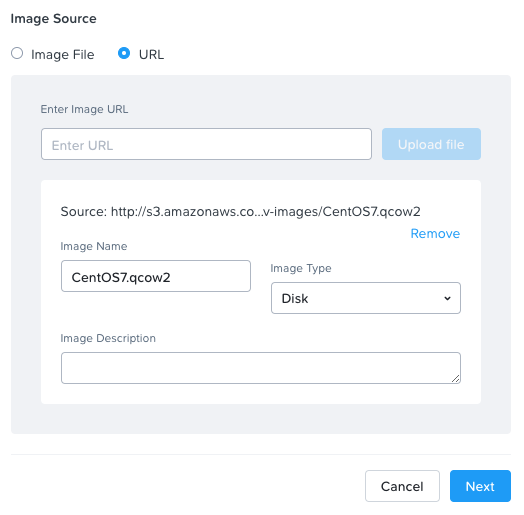 Image Source
Image File URL
Enter Image URL
Enter URL Upload file
Source: http://s3.amazonaws.co...v-images/CentOS7.qcow2
Remove
Image Name
CentOS7.qcow2
Image Type
Disk
Image Description
Cancel Next